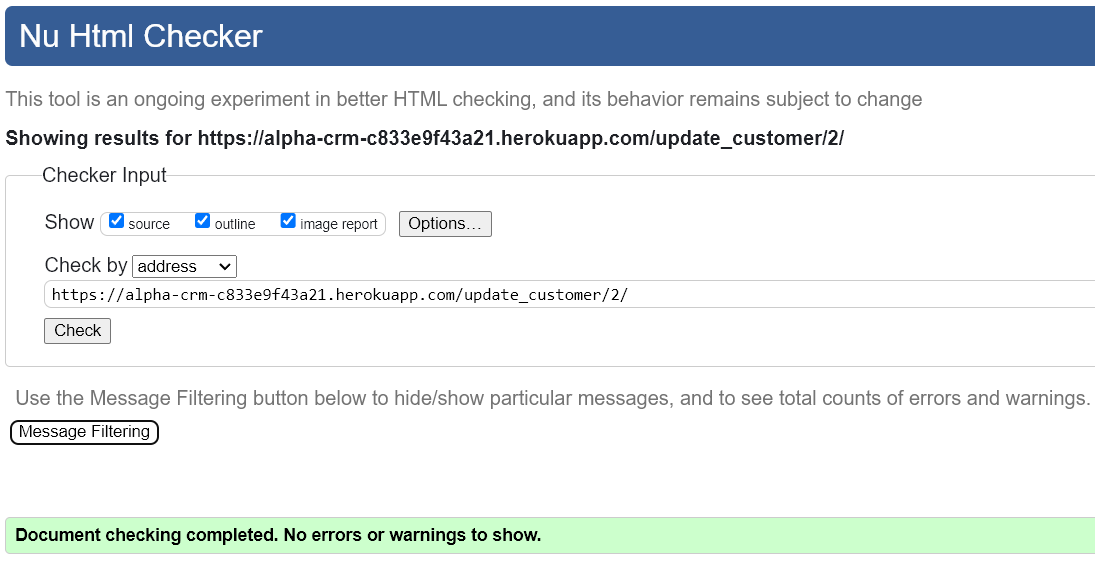 Nu Html Checker
This tool is an ongoing experiment in better HTML checking, and its behavior remains subject to change
Showing results for https://alpha-crm-c833e9f43a21.herokuapp.com/update_customer/2/
Checker Input
Show source outline image report Options...
Check by address
https://alpha-crm-c833e9f43a21.herokuapp.com/update_customer/2/
Check
Use the Message Filtering button below to hide/show particular messages, and to see total counts of errors and warnings.
Message Filtering
Document checking completed. No errors or warnings to show.